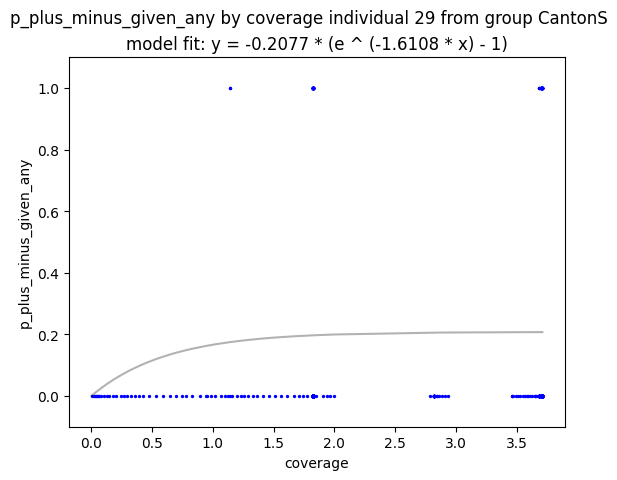 p_plus_minus_given_any by coverage individual 29 from group CantonS
model fit: y = -0.2077 * (e ^ (-1.6108 * x) - 1)
1.0
0.8
0.6
0.4
0.2
0.0
p_plus_minus_given_any
0.0 0.5 1.0 1.5 2.0 2.5 3.0 3.5
coverage